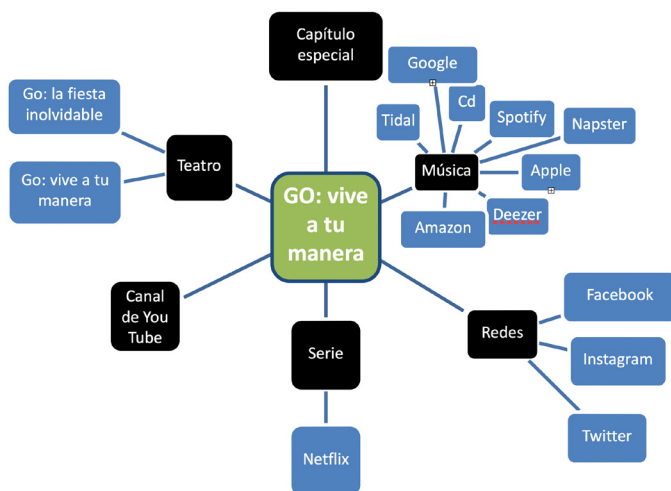 Capítulo
especial
Google
Cd
Tidal
Spotify
Napster
Música
Apple
Deezer
Amazon
Go: la fiesta
inolvidable
Teatro
Go: vive a tu
manera
GO: vive
a tu
manera
Canal
de You
Tube
Serie
Netflix
Redes
Facebook
Instagram
Twitter